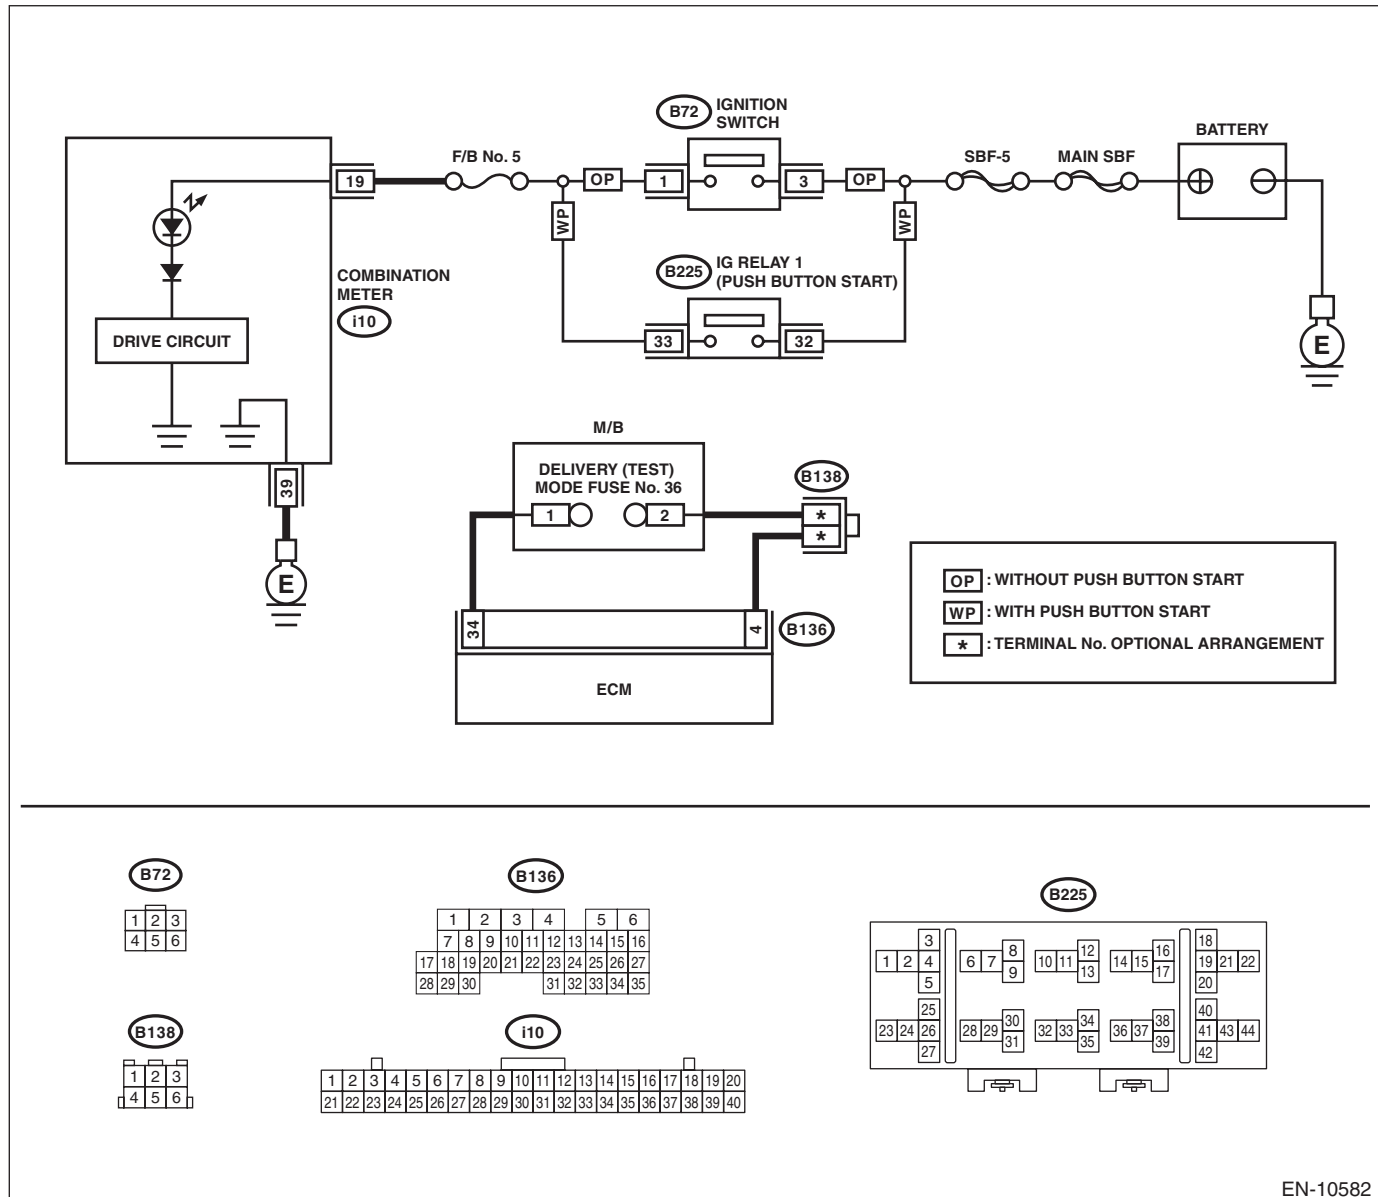 B72 IGNITION
SWITCH
BATTERY
F/B No. 5
SBF-5 MAIN SBF
19 OP 1 3 OP
WP WP
B225 IG RELAY 1
(PUSH BUTTON START)
COMBINATION
METER
i10
DRIVE CIRCUIT
33 32
E
M/B
DELIVERY (TEST)
MODE FUSE No. 36
B138
39
1 2 *
*
E
34 4 B136
ECM
OP : WITHOUT PUSH BUTTON START
WP : WITH PUSH BUTTON START
* : TERMINAL No. OPTIONAL ARRANGEMENT
B72
1 2 3
4 5 6
B136
1 2 3 4 5 6
7 8 9 10 11 12 13 14 15 16
17 18 19 20 21 22 23 24 25 26 27
28 29 30 31 32 33 34 35
B225
3 8 12 16 18
1 2 4 6 7 10 11 14 15 19 21 22
5 9 13 17 20
25 30 34 38 40
23 24 26 28 29 32 33 36 37 41 43 44
27 31 35 39 42
B138
1 2 3
4 5 6
i10
1 2 3 4 5 6 7 8 9 10 11 12 13 14 15 16 17 18 19 20
21 22 23 24 25 26 27 28 29 30 31 32 33 34 35 36 37 38 39 40
EN-10582